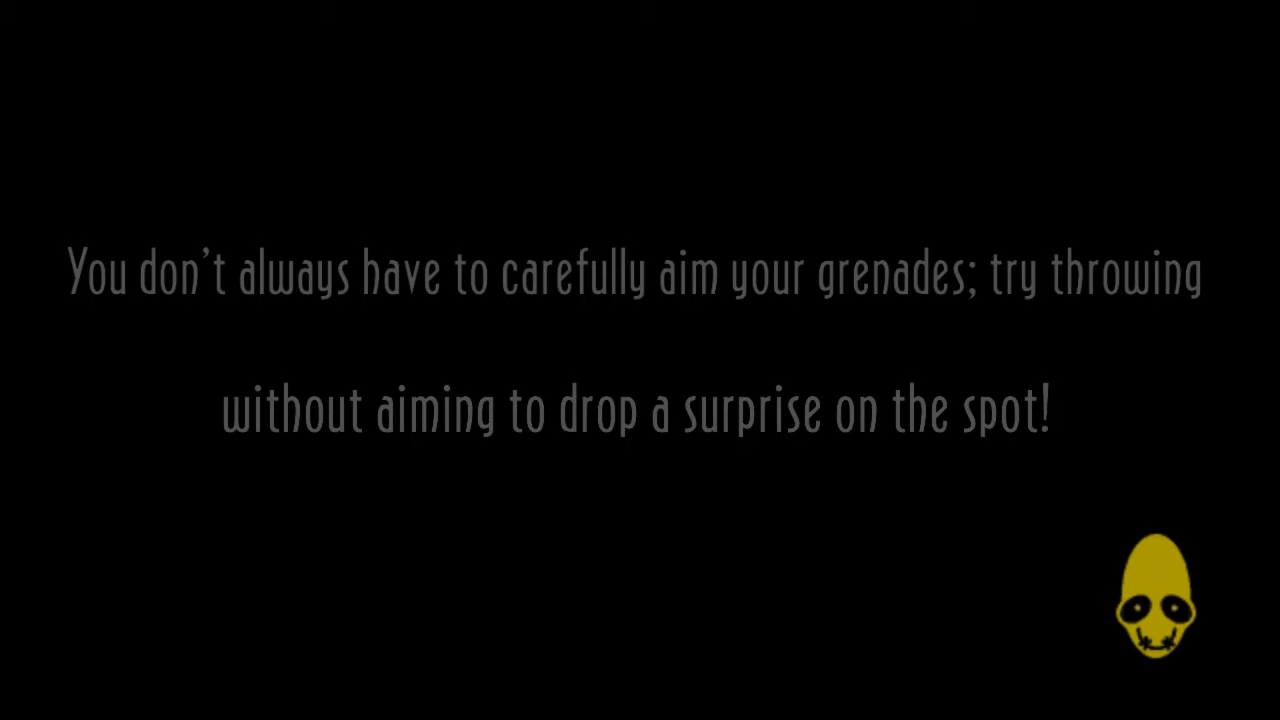 You don't always have to carefully aim your grenades; try throwing
without aiming to drop a surprise on the spot!